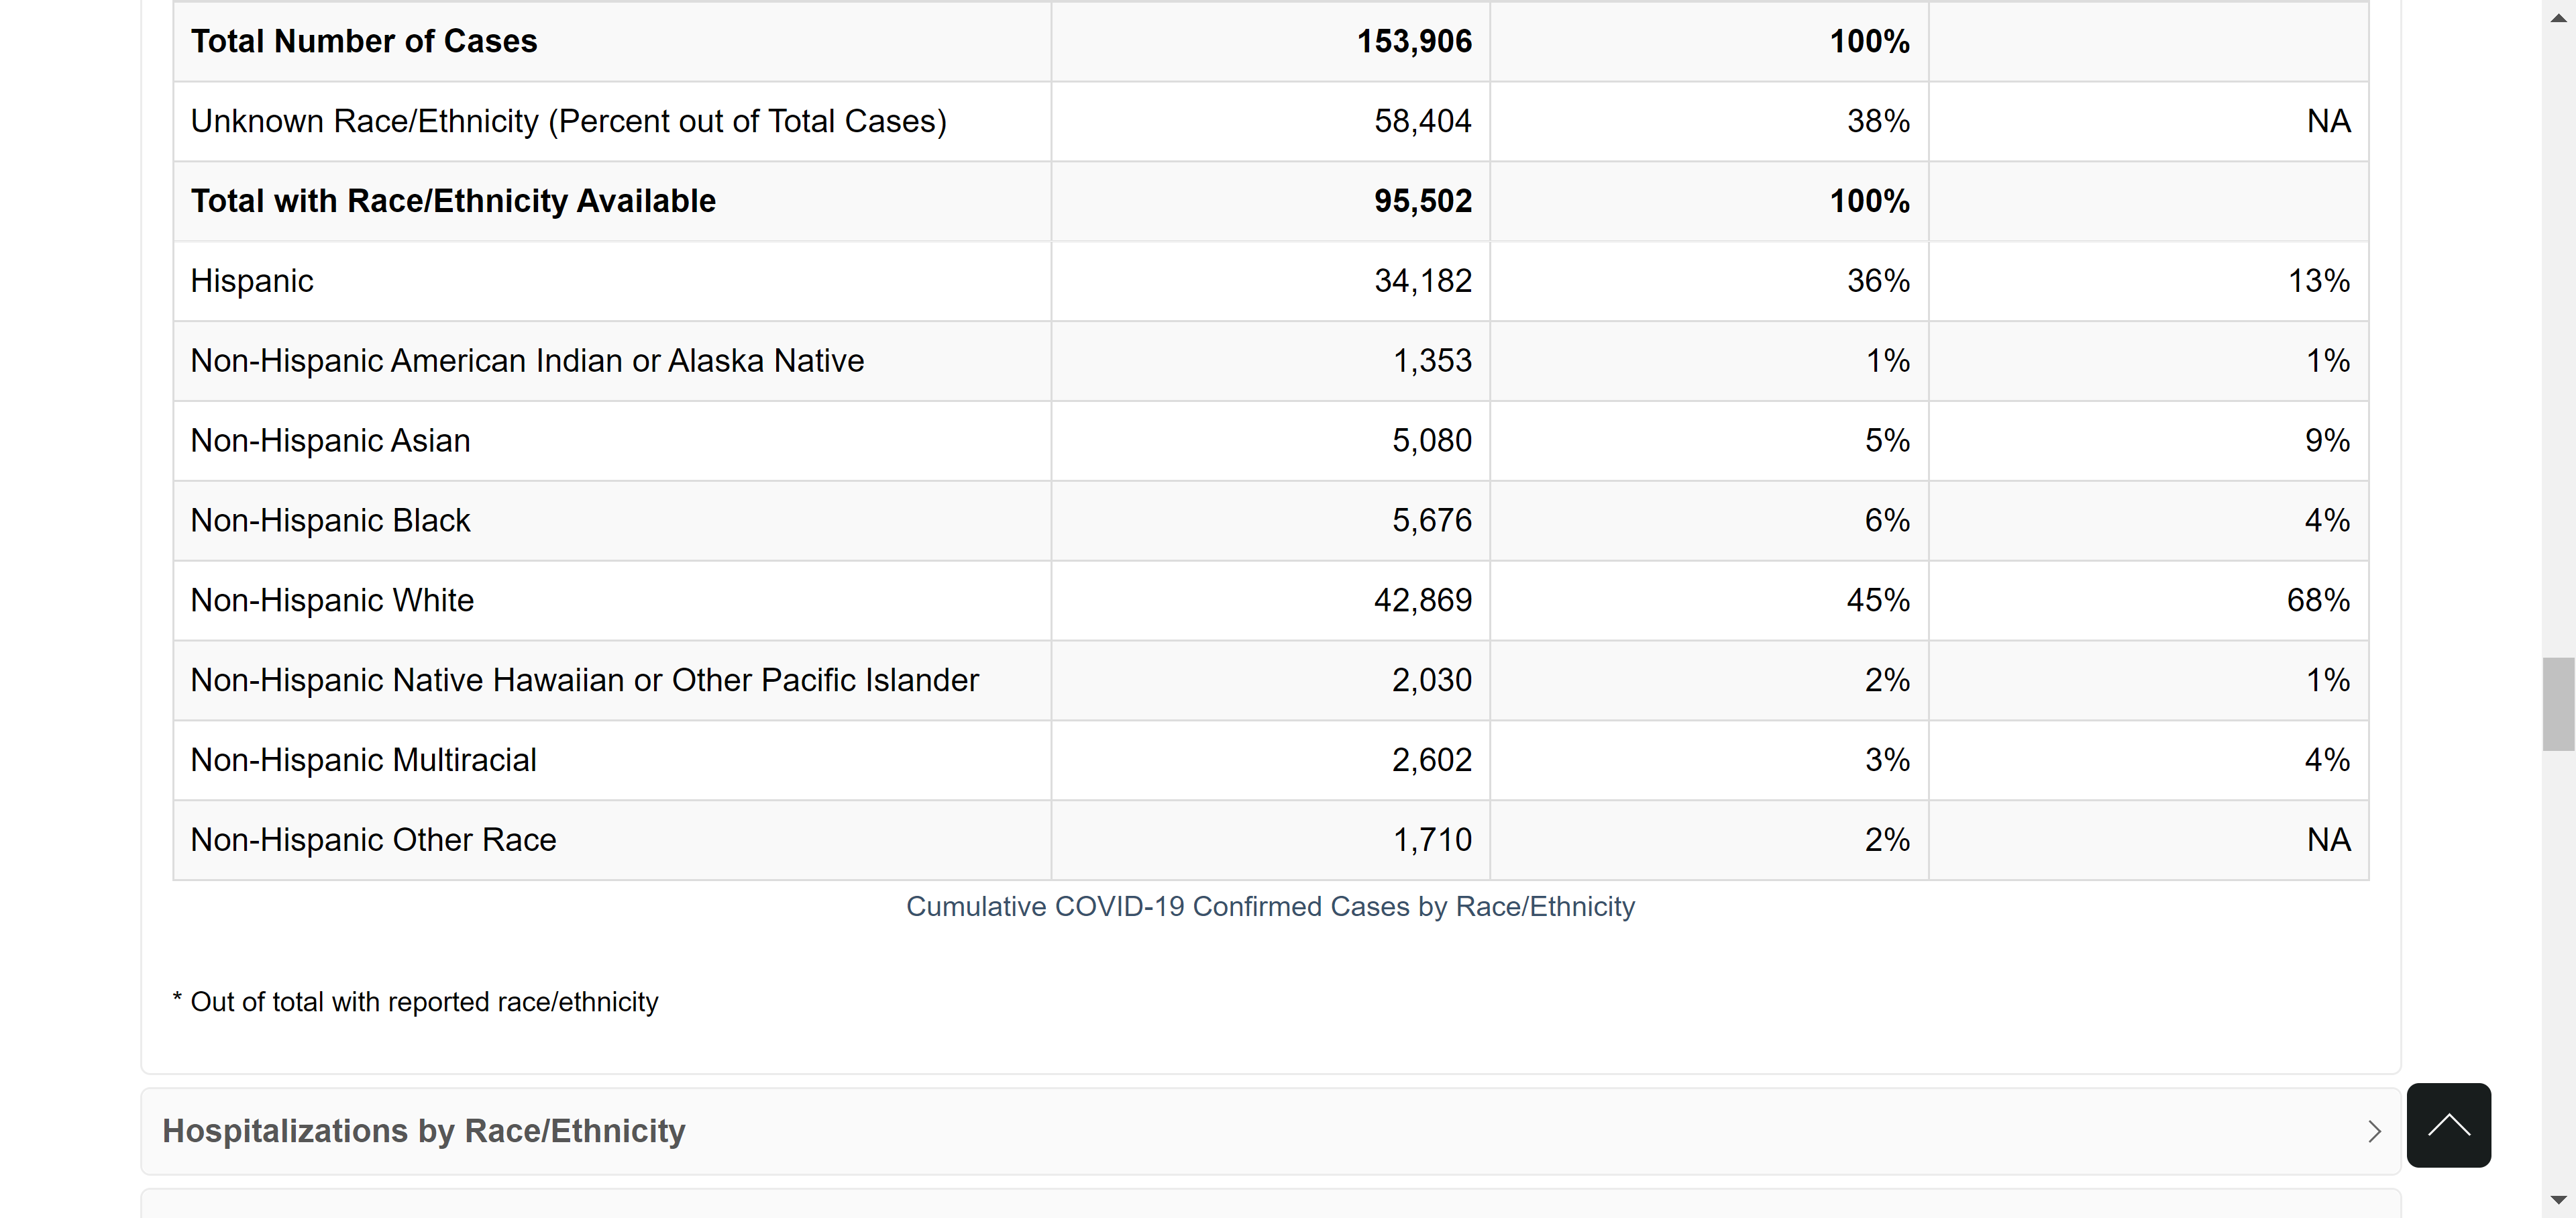 Total Number of Cases 153,906 100%
Unknown Race/Ethnicity (Percent out of Total Cases) 58,404 38% NA
Total with Race/Ethnicity Available 95,502 100%
Hispanic 34,182 36% 13%
Non-Hispanic American Indian or Alaska Native 1,353 1% 1%
Non-Hispanic Asian 5,080 5% 9%
Non-Hispanic Black 5,676 6% 4%
Non-Hispanic White 42,869 45% 68%
Non-Hispanic Native Hawaiian or Other Pacific Islander 2,030 2% 1%
Non-Hispanic Multiracial 2,602 3% 4%
Non-Hispanic Other Race 1,710 2% NA
Cumulative COVID-19 Confirmed Cases by Race/Ethnicity
* Out of total with reported race/ethnicity
Hospitalizations by Race/Ethnicity